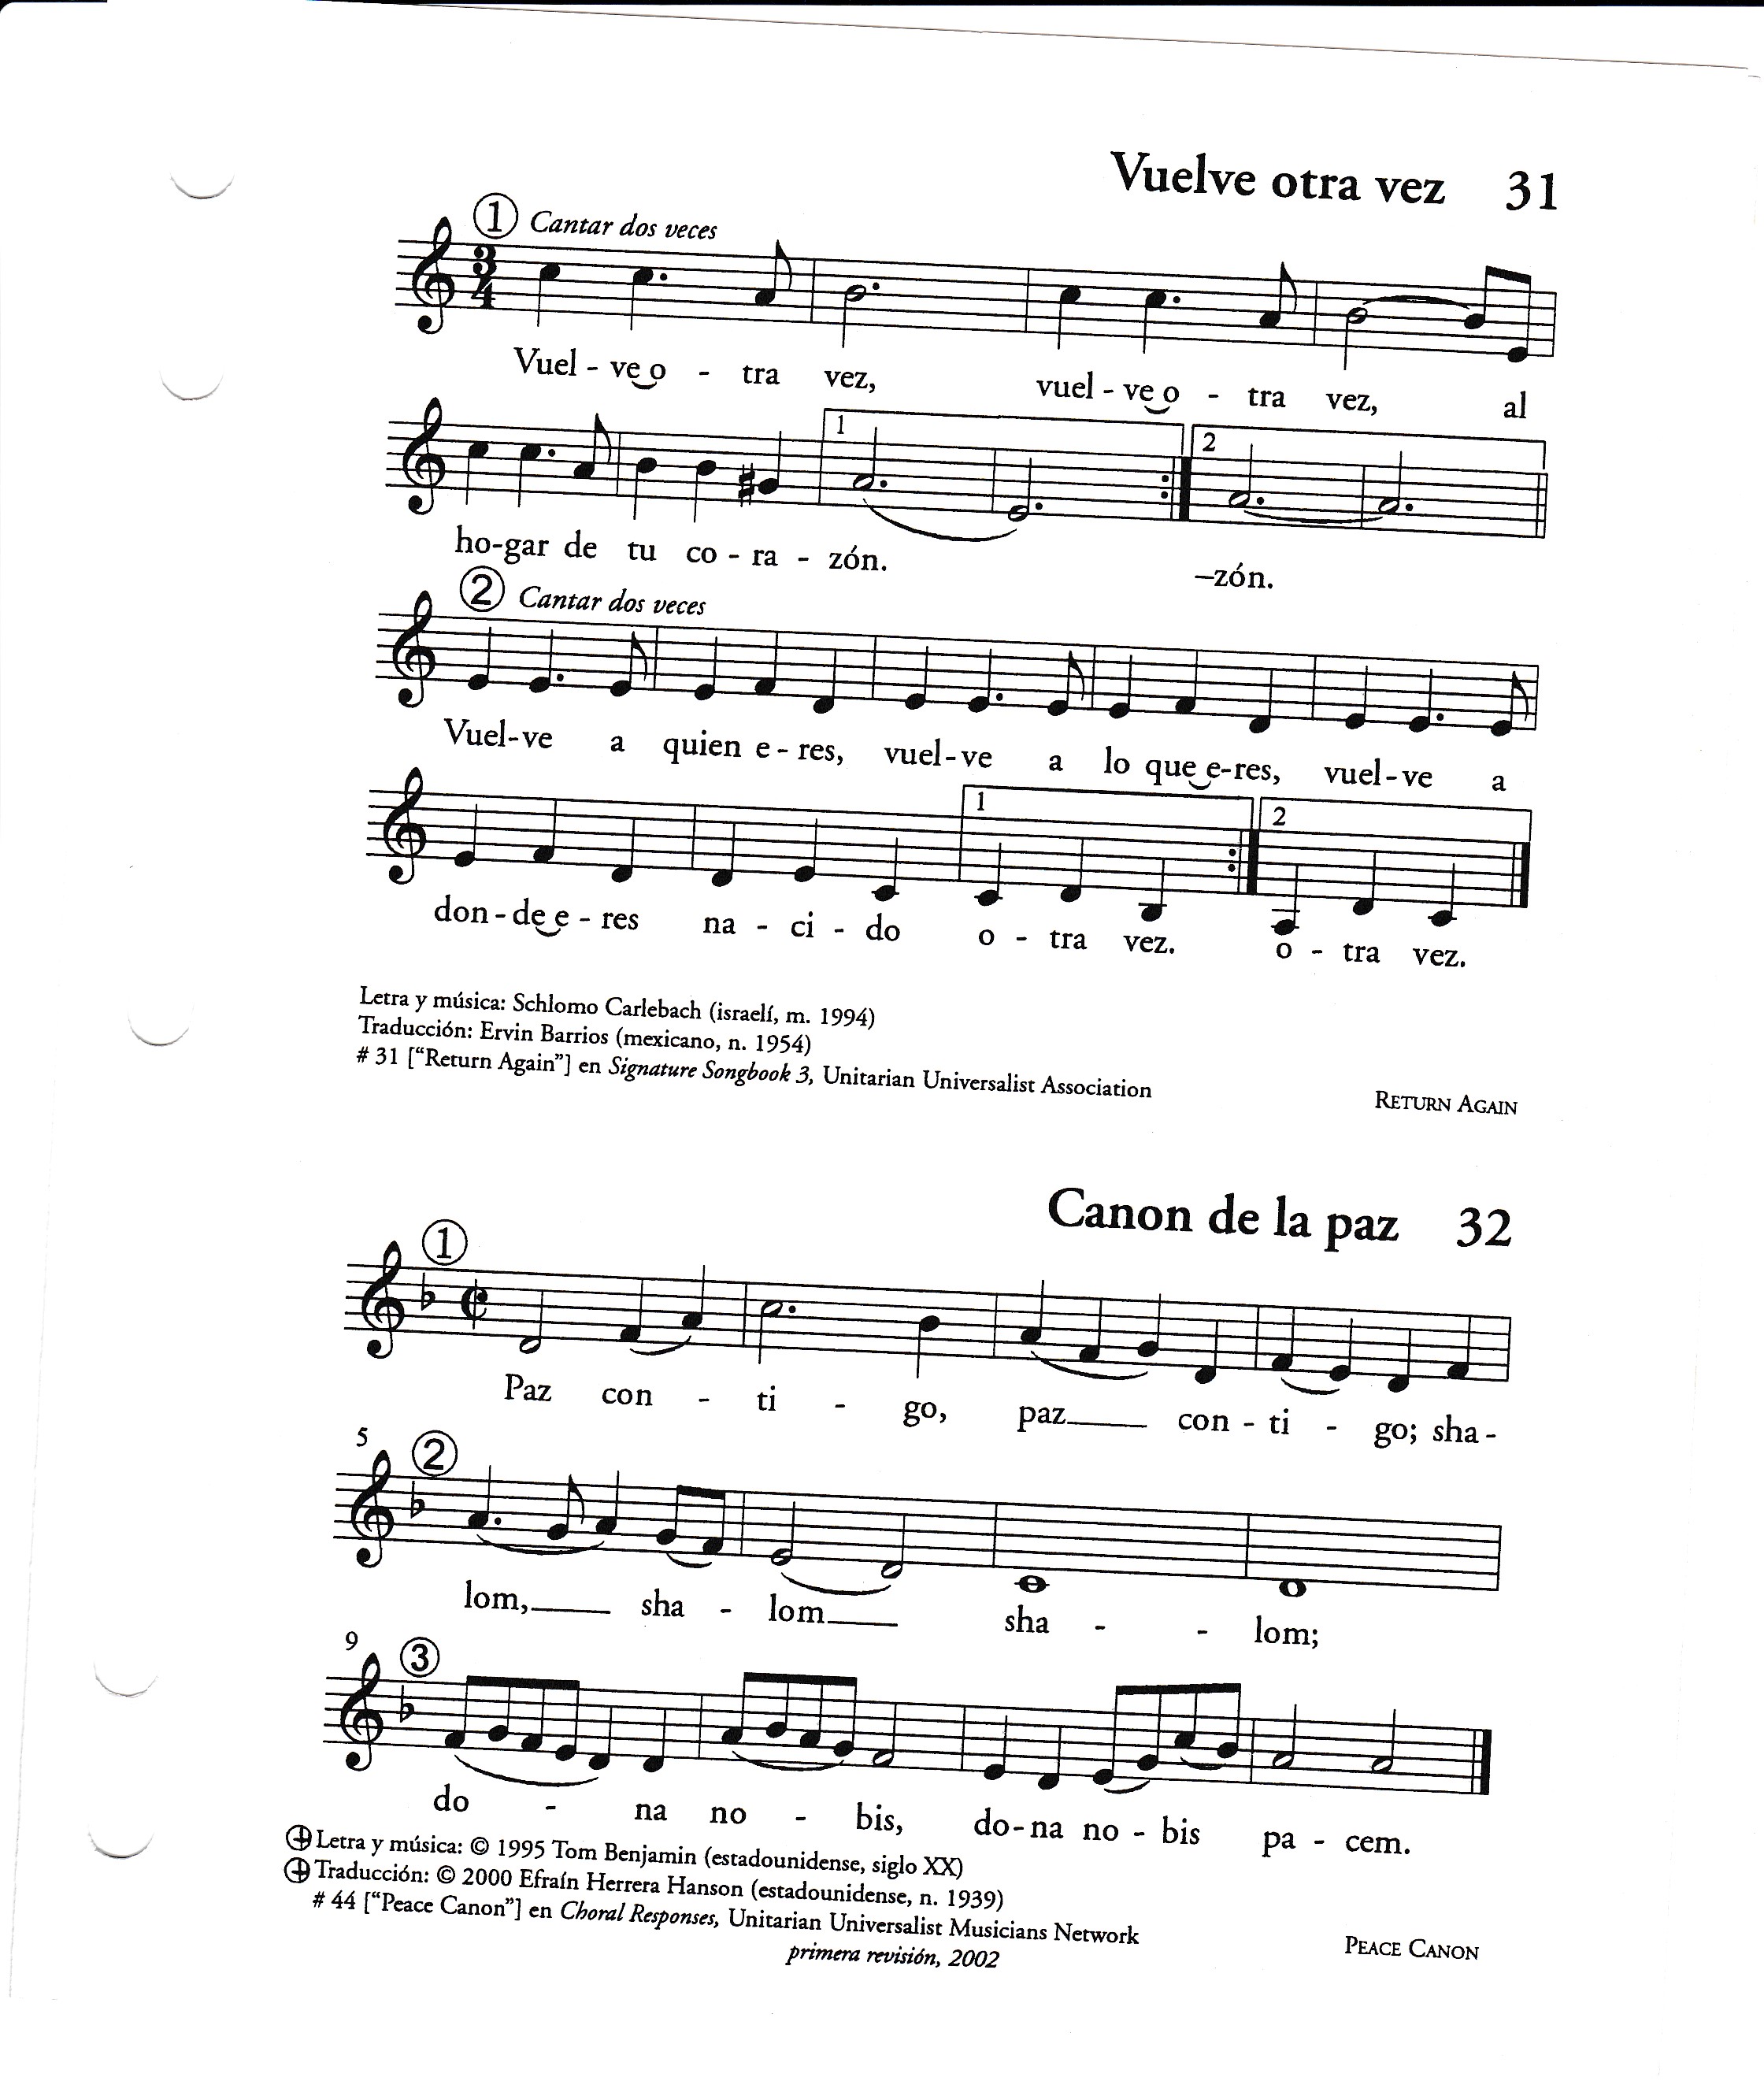 Vuelve otra vez 31
① Cantar dos veces
3
4
Vuel - ve o - tra vez, vuel - ve o - tra vez, al
1 2
ho-gar de tu co - ra - zón. –zón.
② Cantar dos veces
Vuel-ve a quien e - res, vuel-ve a lo que e-res, vuel-ve a
1 2
don-de e - res na - ci - do o - tra vez. o - tra vez.
Letra y música: Schlomo Carlebach (israelí, m. 1994)
Traducción: Ervin Barrios (mexicano, n. 1954)
# 31 [“Return Again”] en Signature Songbook 3, Unitarian Universalist Association
RETURN AGAIN
Canon de la paz 32
①
Paz con - ti - go, paz con - ti - go; sha -
5 ②
lom, sha - lom sha - - lom;
9 ③
do - na no - bis, do-na no - bis pa - cem.
Letra y música: © 1995 Tom Benjamin (estadounidense, siglo XX)
Traducción: © 2000 Efraín Herrera Hanson (estadounidense, n. 1939)
# 44 [“Peace Canon”] en Choral Responses, Unitarian Universalist Musicians Network
primera revisión, 2002
PEACE CANON